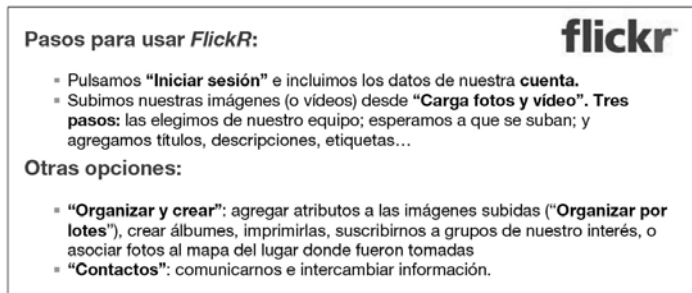 Pasos para usar FlickR:
flickr
▪ Pulsamos “Iniciar sesión” e incluimos los datos de nuestra cuenta.
▪ Subimos nuestras imágenes (o vídeos) desde “Carga fotos y vídeo”. Tres
pasos: las elegimos de nuestro equipo; esperamos a que se suban; y
agregamos títulos, descripciones, etiquetas…
Otras opciones:
▪ “Organizar y crear”: agregar atributos a las imágenes subidas (“Organizar por
lotes”), crear álbumes, imprimirlas, suscribirnos a grupos de nuestro interés, o
asociar fotos al mapa del lugar donde fueron tomadas
▪ “Contactos”: comunicarnos e intercambiar información.